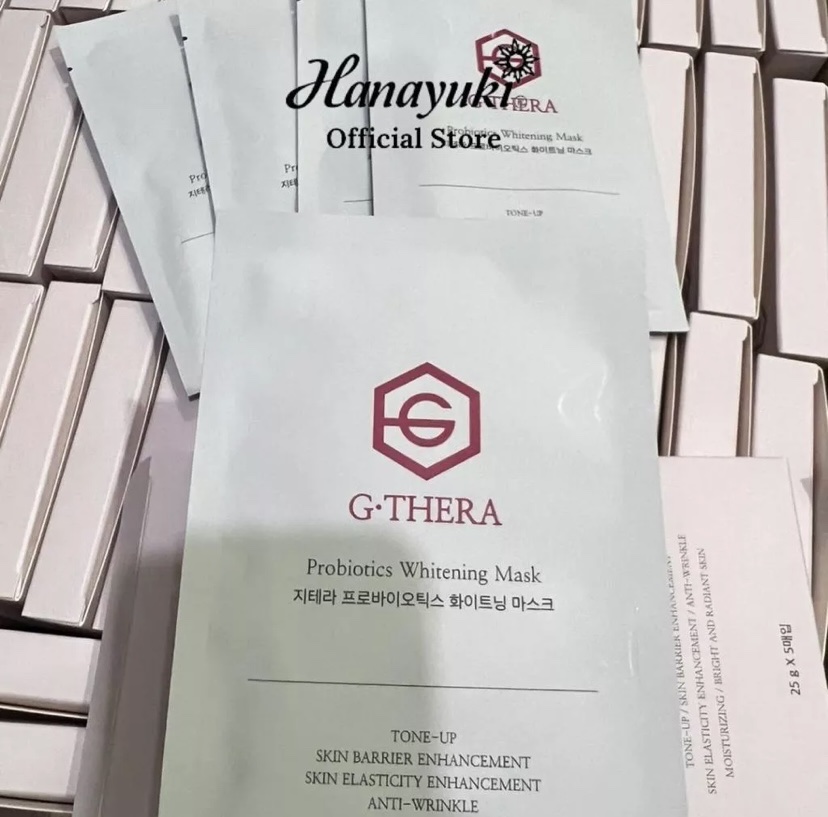 Hanayuki
Official Store
G·THERA
Probiotics Whitening Mask
TONE-UP
G·THERA
Probiotics Whitening Mask
지테라 프로바이오틱스 화이트닝 마스크
TONE-UP
SKIN BARRIER ENHANCEMENT
SKIN ELASTICITY ENHANCEMENT
ANTI-WRINKLE
TONE-UP / SKIN BARRIER ENHANCEMENT
SKIN ELASTICITY ENHANCEMENT / ANTI-WRINKLE
MOISTURIZING / BRIGHT AND RADIANT SKIN
25 g X 5매입